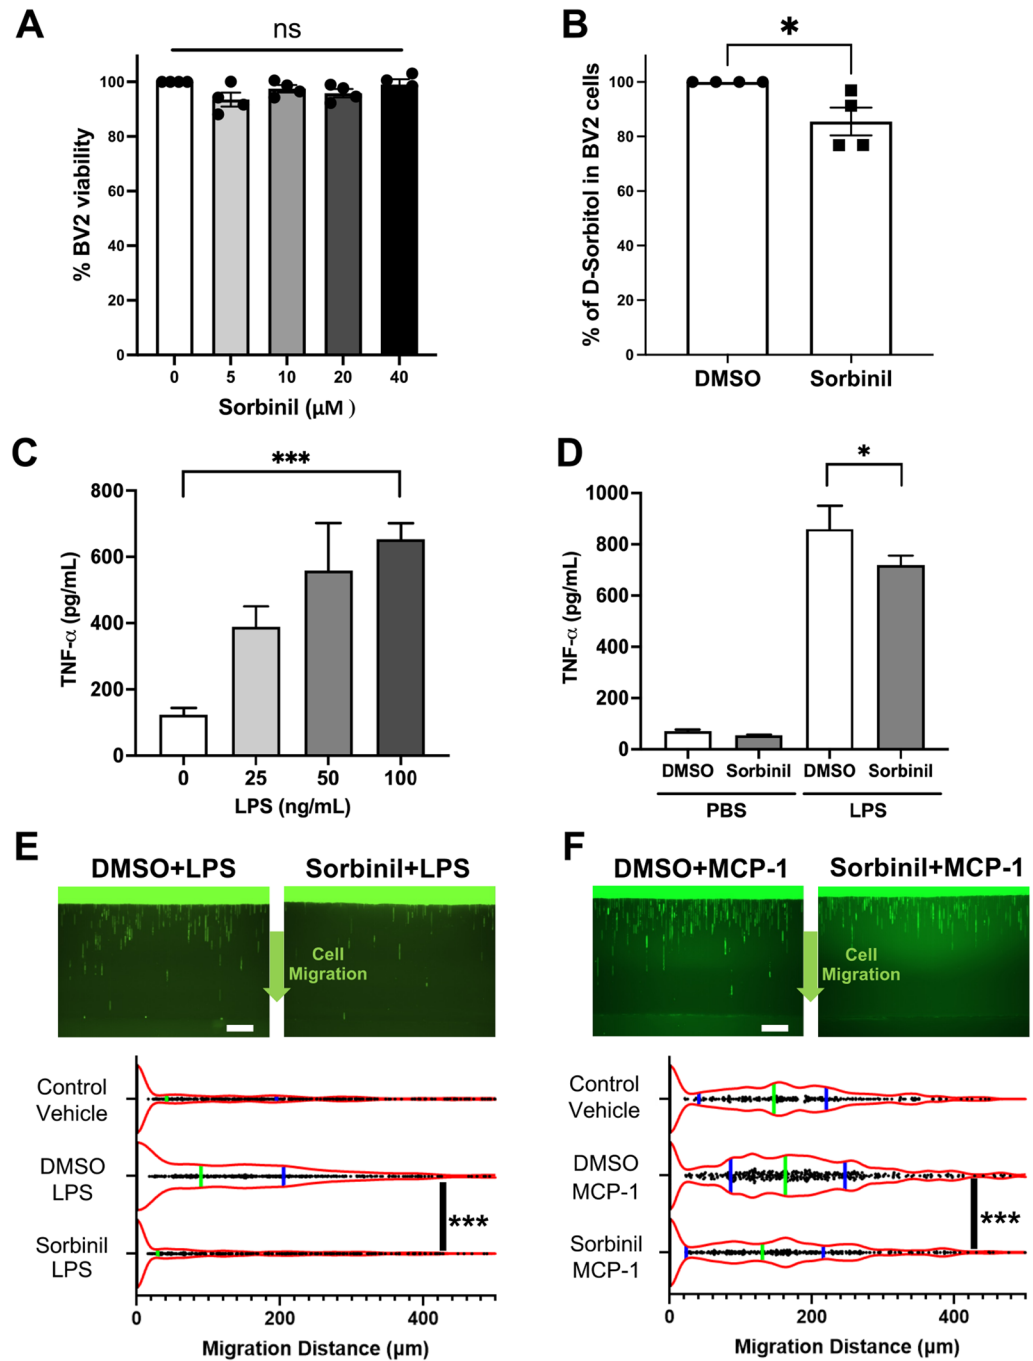 A
ns
% BV2 viability
100
80
60
40
20
0
0 5 10 20 40
Sorbinil (μM )
B
*
% of D-Sorbitol in BV2 cells
100
80
60
40
20
0
DMSO Sorbinil
C
***
TNF-α (pg/mL)
800
600
400
200
0
0 25 50 100
LPS (ng/mL)
D
*
TNF-α (pg/mL)
1000
800
600
400
200
0
DMSO Sorbinil DMSO Sorbinil
PBS LPS
E
DMSO+LPS Sorbinil+LPS
Cell
Migration
Control
Vehicle
DMSO
LPS
***
Sorbinil
LPS
0 200 400
Migration Distance (μm)
F
DMSO+MCP-1 Sorbinil+MCP-1
Cell
Migration
Control
Vehicle
DMSO
MCP-1
***
Sorbinil
MCP-1
0 200 400
Migration Distance (μm)